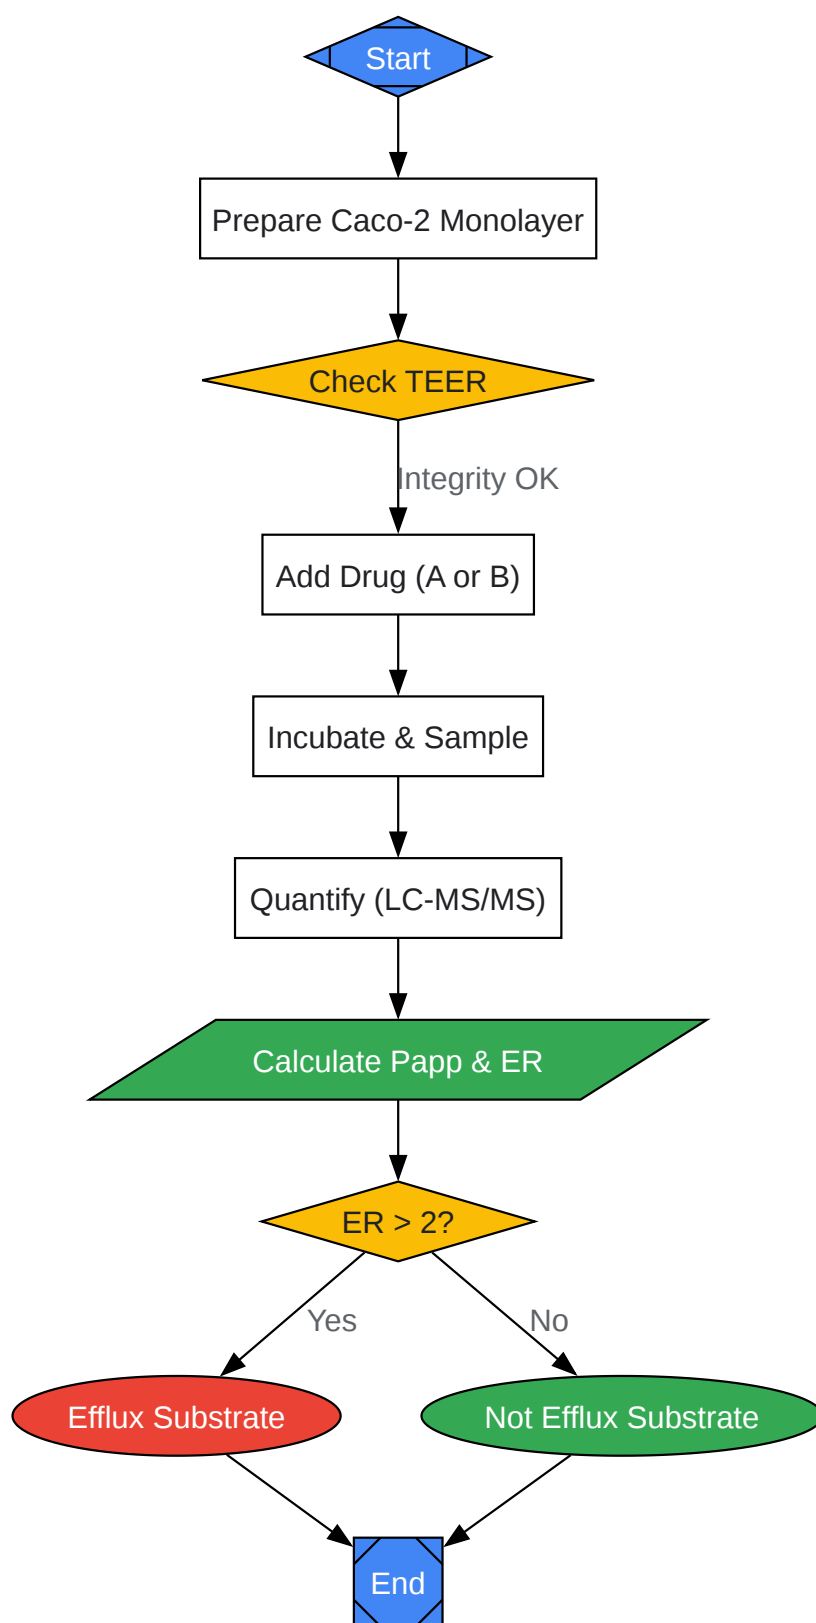 Start
Prepare Caco-2 Monolayer
Check TEER
Integrity OK
Add Drug (A or B)
Incubate & Sample
Quantify (LC-MS/MS)
Calculate Papp & ER
ER > 2?
Yes
No
Efflux Substrate
Not Efflux Substrate
End